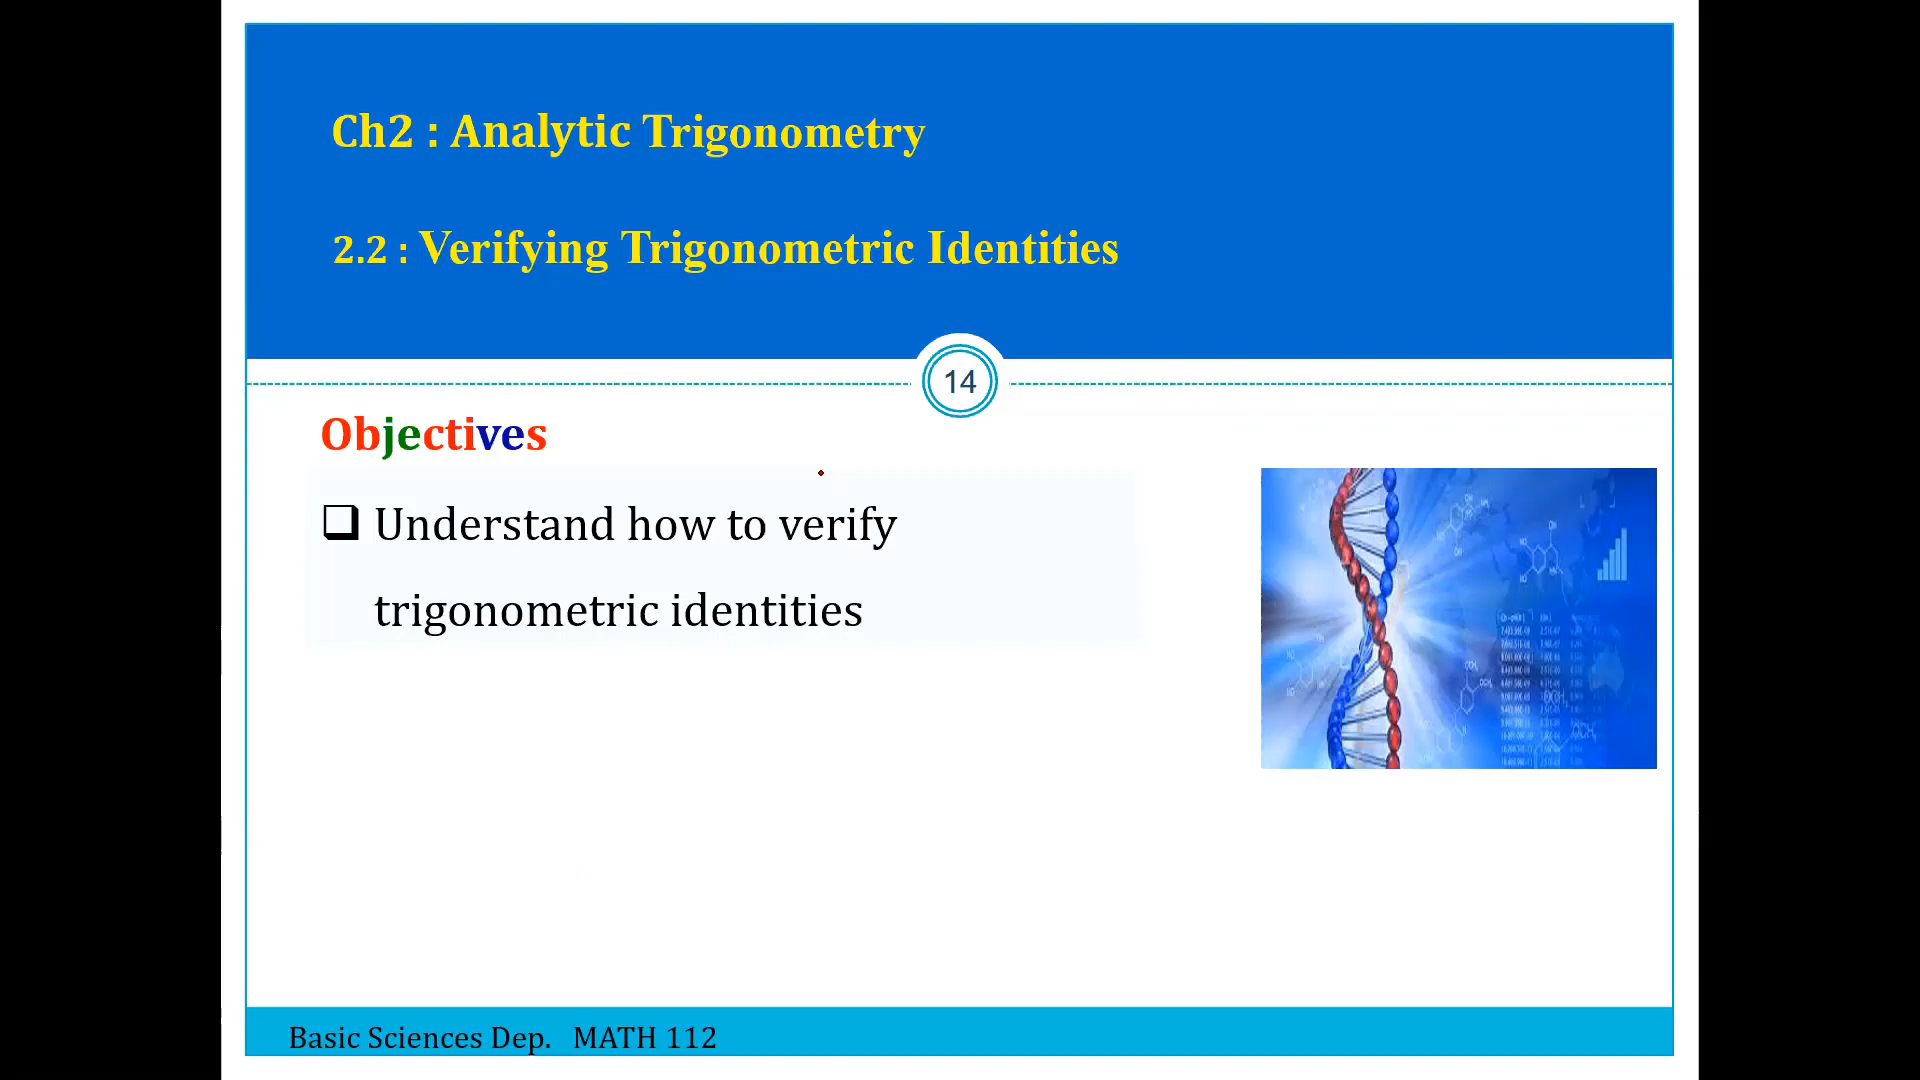 Ch2 : Analytic Trigonometry
2.2 : Verifying Trigonometric Identities
14
Objectives
❑ Understand how to verify
trigonometric identities
Basic Sciences Dep. MATH 112